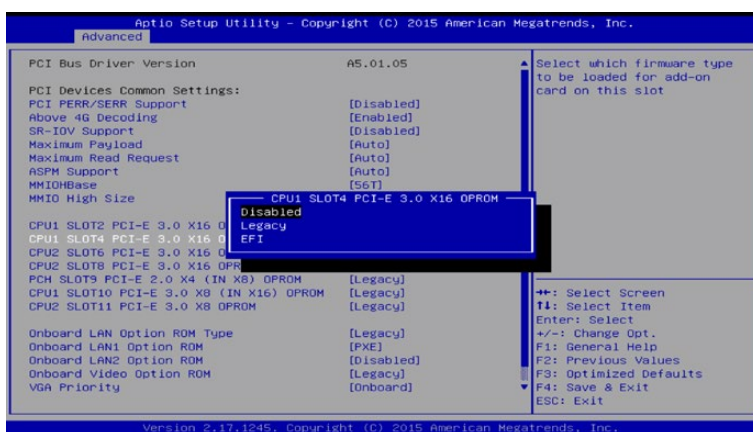 Aptio Setup Utility – Copyright (C) 2015 American Megatrends, Inc.
Advanced
PCI Bus Driver Version A5.01.05
PCI Devices Common Settings:
PCI PERR/SERR Support [Disabled]
Above 4G Decoding [Enabled]
SR-IOV Support [Disabled]
Maximum Payload [Auto]
Maximum Read Request [Auto]
ASPM Support [Auto]
MMIOHBase [56T]
MMIO High Size
CPU1 SLOT2 PCI-E 3.0 X16 O
CPU1 SLOT4 PCI-E 3.0 X16 O
CPU2 SLOT6 PCI-E 3.0 X16 O
CPU2 SLOT8 PCI-E 3.0 X16 OPR
PCH SLOT9 PCI-E 2.0 X4 (IN X8) OPROM [Legacy]
CPU1 SLOT10 PCI-E 3.0 X8 (IN X16) OPROM [Legacy]
CPU2 SLOT11 PCI-E 3.0 X8 OPROM [Legacy]
Onboard LAN Option ROM Type [Legacy]
Onboard LAN1 Option ROM [PXE]
Onboard LAN2 Option ROM [Disabled]
Onboard Video Option ROM [Legacy]
VGA Priority [Onboard]
CPU1 SLOT4 PCI-E 3.0 X16 OPROM
Disabled
Legacy
EFI
Select which firmware type
to be loaded for add-on
card on this slot
→←: Select Screen
↑↓: Select Item
Enter: Select
+/-: Change Opt.
F1: General Help
F2: Previous Values
F3: Optimized Defaults
F4: Save & Exit
ESC: Exit
Version 2.17.1245. Copyright (C) 2015 American Megatrends, Inc.